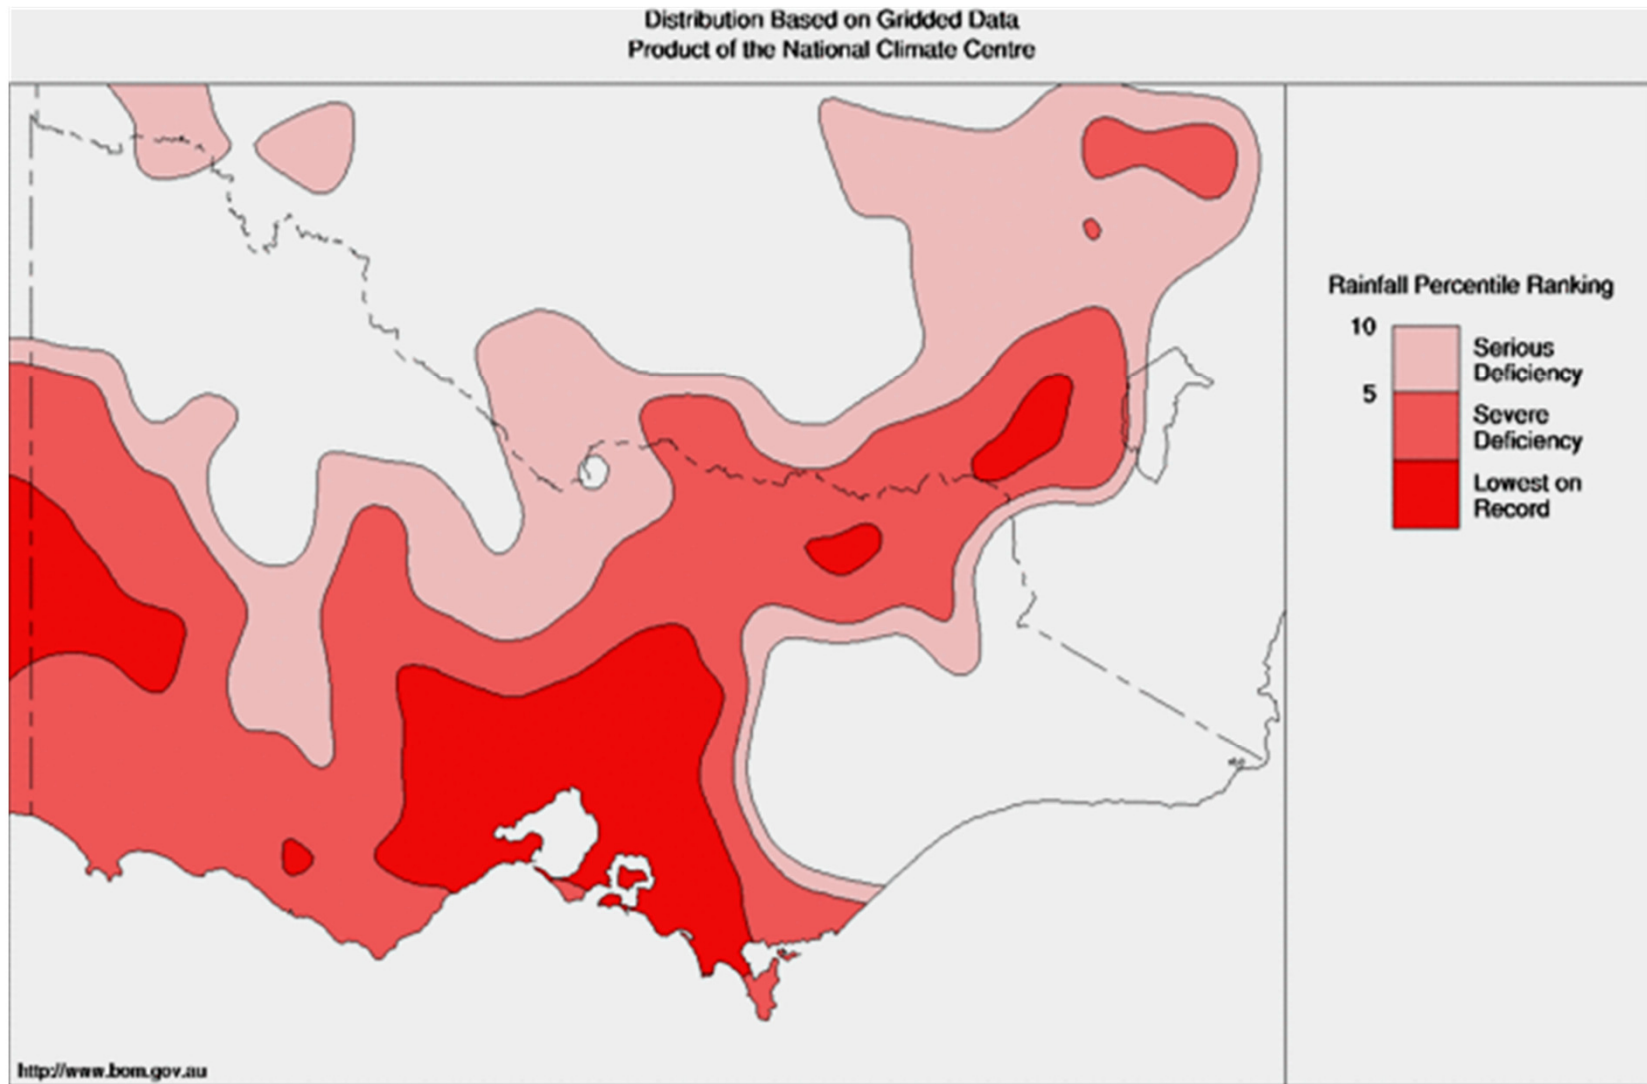 Distribution Based on Gridded Data
Product of the National Climate Centre
Rainfall Percentile Ranking
10
Serious
Deficiency
5
Severe
Deficiency
Lowest on
Record
http://www.bom.gov.au